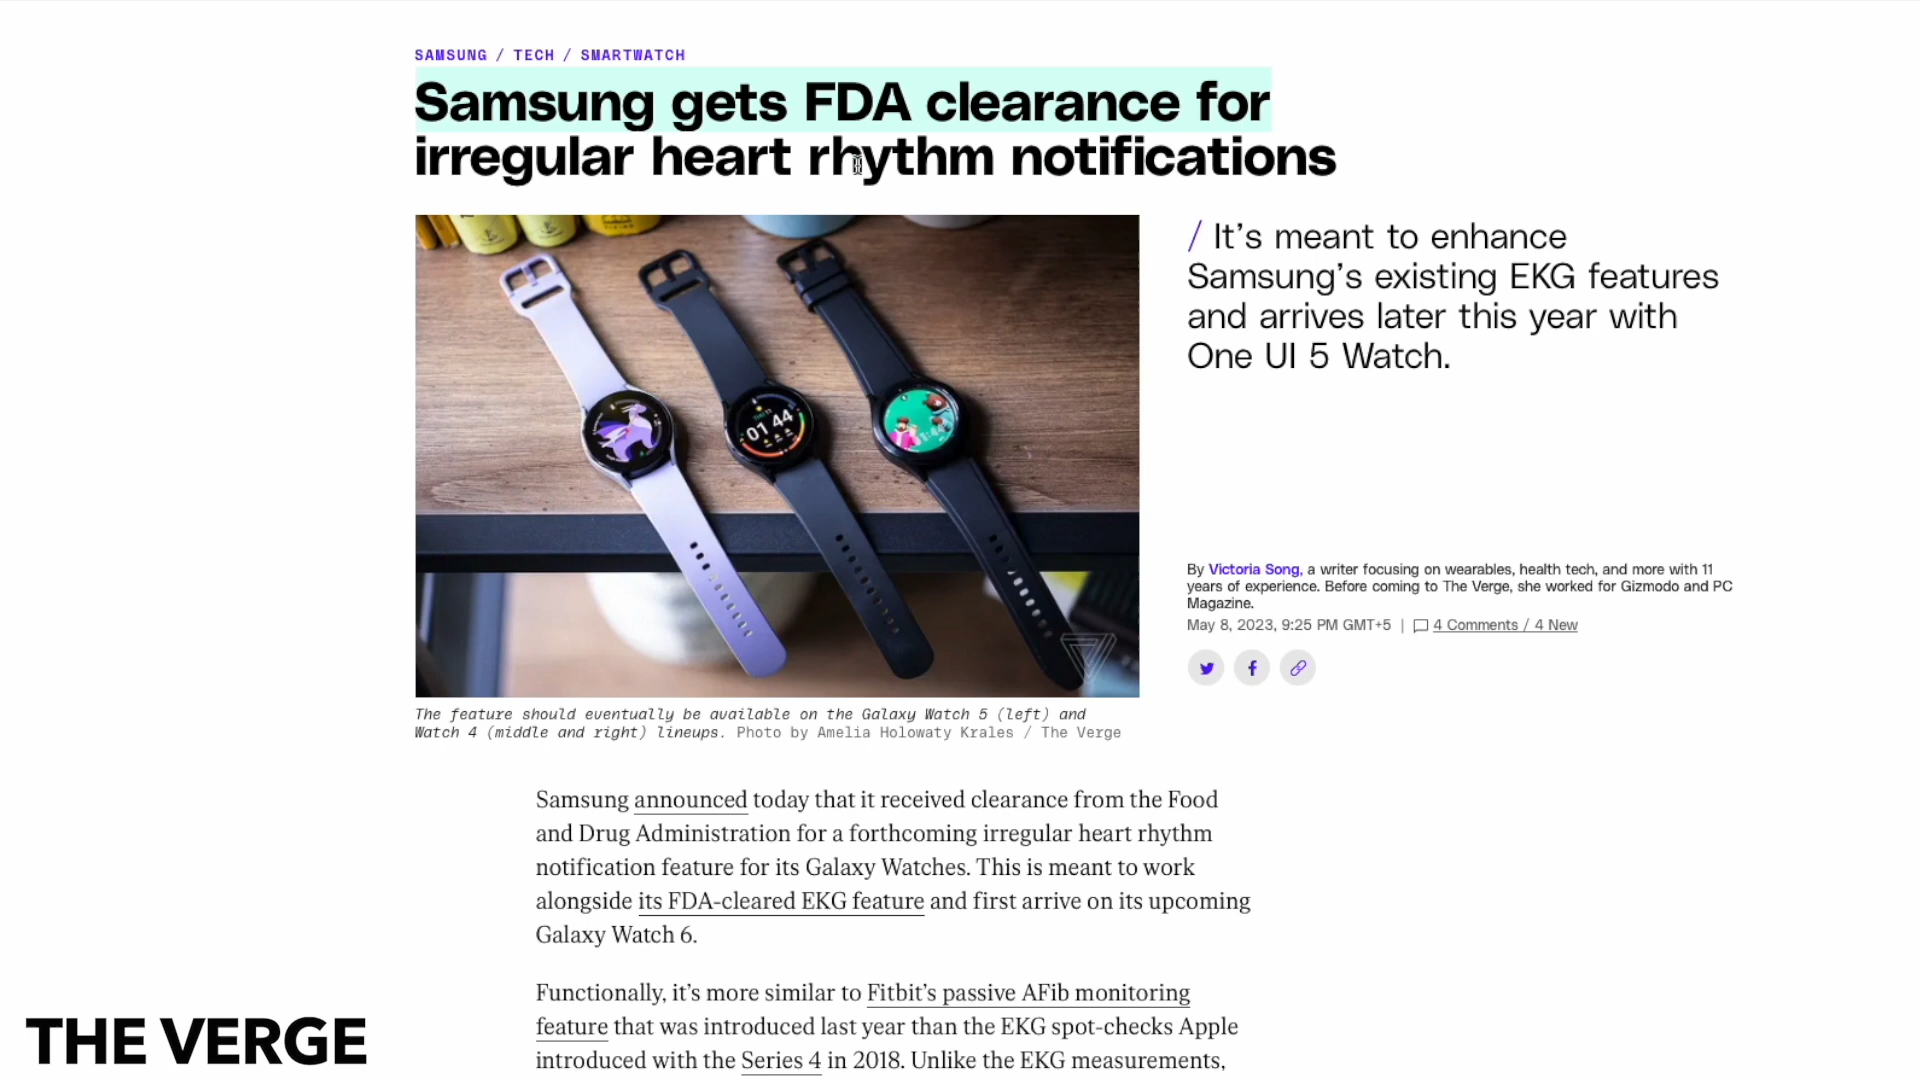 SAMSUNG / TECH / SMARTWATCH
Samsung gets FDA clearance for
irregular heart rhythm notifications
/ It's meant to enhance
Samsung's existing EKG features
and arrives later this year with
One UI 5 Watch.
01 44
By Victoria Song, a writer focusing on wearables, health tech, and more with 11
years of experience. Before coming to The Verge, she worked for Gizmodo and PC
Magazine.
May 8, 2023, 9:25 PM GMT+5 | 4 Comments / 4 New
The feature should eventually be available on the Galaxy Watch 5 (left) and
Watch 4 (middle and right) lineups. Photo by Amelia Holowaty Krales / The Verge
Samsung announced today that it received clearance from the Food
and Drug Administration for a forthcoming irregular heart rhythm
notification feature for its Galaxy Watches. This is meant to work
alongside its FDA-cleared EKG feature and first arrive on its upcoming
Galaxy Watch 6.
Functionally, it's more similar to Fitbit's passive AFib monitoring
feature that was introduced last year than the EKG spot-checks Apple
introduced with the Series 4 in 2018. Unlike the EKG measurements,
THE VERGE